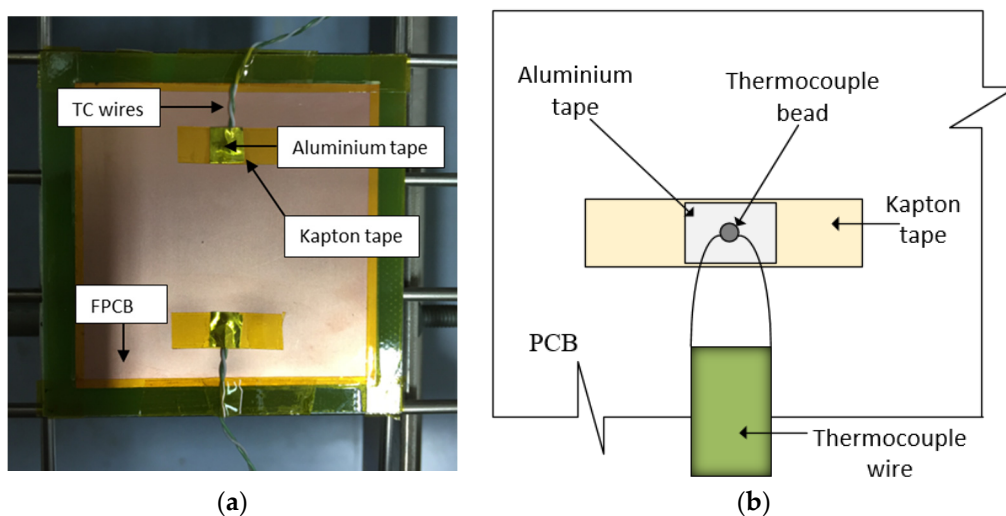 TC wires
Aluminium tape
Kapton tape
FPCB
(a)
Aluminium
tape
Thermocouple
bead
Kapton
tape
PCB
Thermocouple
wire
(b)